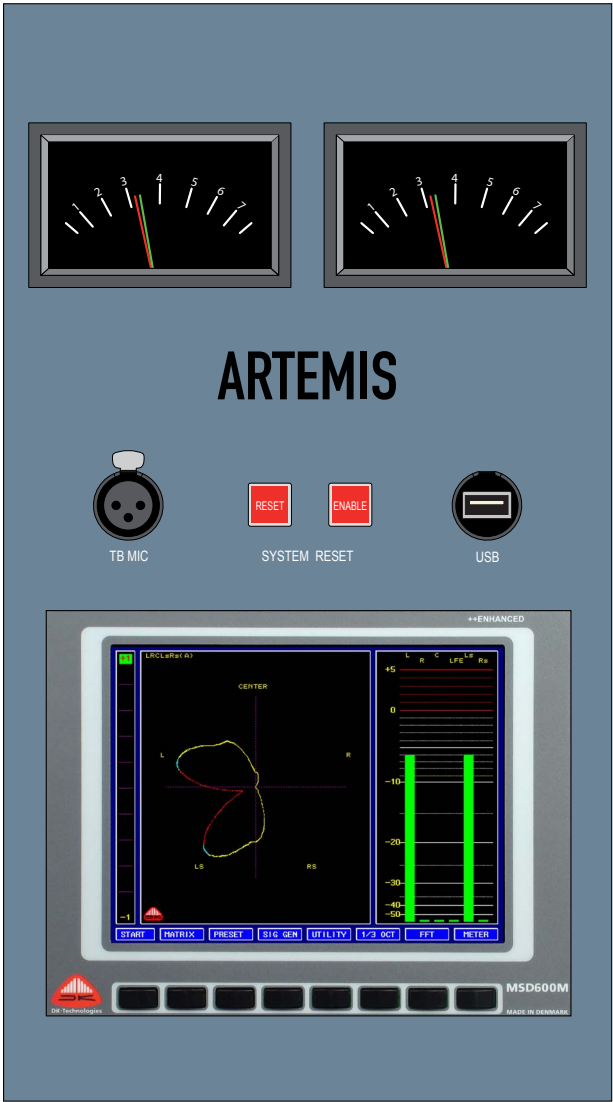 1 2 3 4 5 6 7
1 2 3 4 5 6 7
ARTEMIS
RESET ENABLE
TB MIC SYSTEM RESET USB
++ENHANCED
+1 LRCLsRs(A) L R C LFE Ls Rs
+5
CENTER
0
L R
-10
-20
LS RS
-30
-40
-50
-1
START MATRIX PRESET SIG GEN UTILITY 1/3 OCT FFT METER
DK
DK-Technologies
MSD600M
MADE IN DENMARK